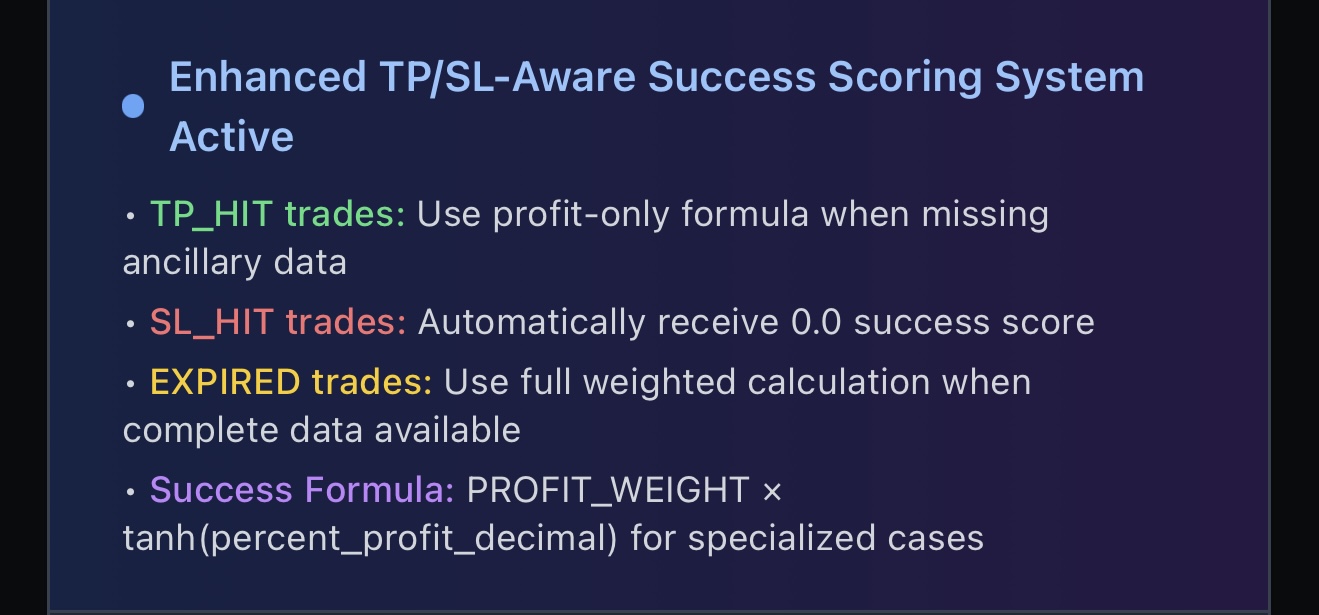 Enhanced TP/SL-Aware Success Scoring System
Active
• TP_HIT trades: Use profit-only formula when missing
ancillary data
• SL_HIT trades: Automatically receive 0.0 success score
• EXPIRED trades: Use full weighted calculation when
complete data available
• Success Formula: PROFIT_WEIGHT ×
tanh(percent_profit_decimal) for specialized cases